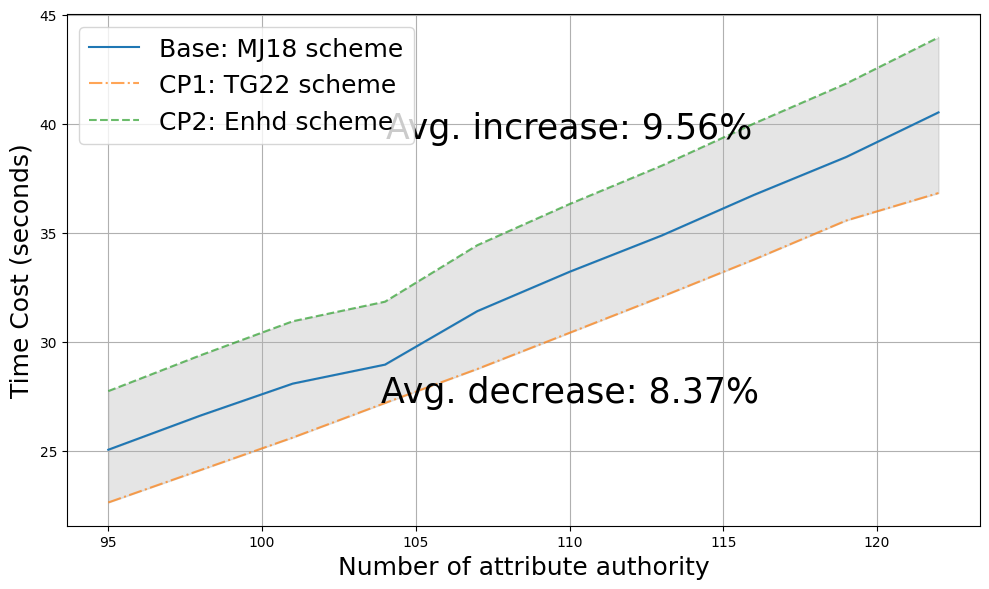 45
Base: MJ18 scheme
CP1: TG22 scheme
CP2: Enhd scheme
Avg. increase: 9.56%
40
35
30
25
Avg. decrease: 8.37%
Time Cost (seconds)
95 100 105 110 115 120
Number of attribute authority